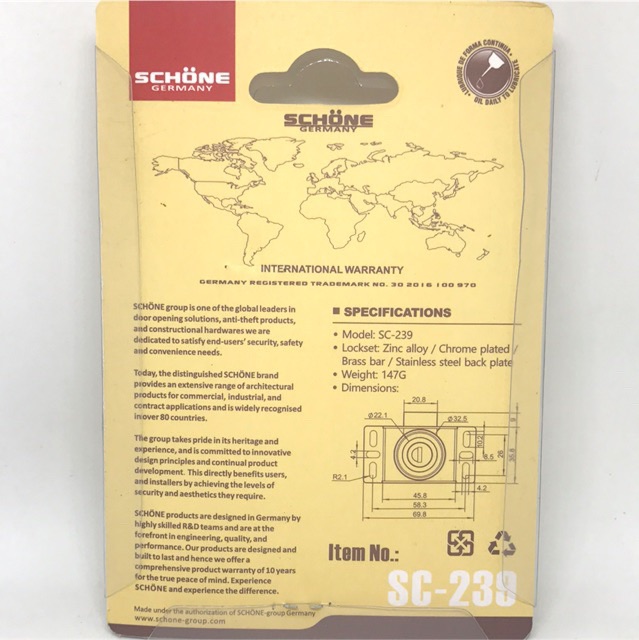 SCHÖNE
GERMANY
OIL DAILY TO LUBRICATE
SCHÖNE
GERMANY
INTERNATIONAL WARRANTY
GERMANY REGISTERED TRADEMARK NO. 30 2016 100 970
SCHÖNE group is one of the global leaders in
door opening solutions, anti-theft products,
and constructional hardwares we are
dedicated to satisfy end-users' security, safety
and convenience needs.
Today, the distinguished SCHÖNE brand
provides an extensive range of architectural
products for commercial, industrial, and
contract applications and is widely recognised
in over 80 countries.
The group takes pride in its heritage and
experience, and is committed to innovative
design principles and continual product
development. This directly benefits users,
and installers by achieving the levels of
security and aesthetics they require.
SCHÖNE products are designed in Germany by
highly skilled R&D teams and are at the
forefront in engineering, quality, and
performance. Our products are designed and
built to last and hence we offer a
comprehensive product warranty of 10 years
for the true peace of mind. Experience
SCHÖNE and experience the difference.
Made under the authorization of SCHÖNE-group Germany
www.schone-group.com
■ SPECIFICATIONS
• Model: SC-239
• Lockset: Zinc alloy / Chrome plated /
Brass bar / Stainless steel back plate
• Weight: 147G
• Dimensions:
20.8
Ø22.1
Ø32.5
9
10.2
4.2
8.5
26
35.8
R2.1
4.2
45.8
58.3
69.8
Item No.:
SC-239